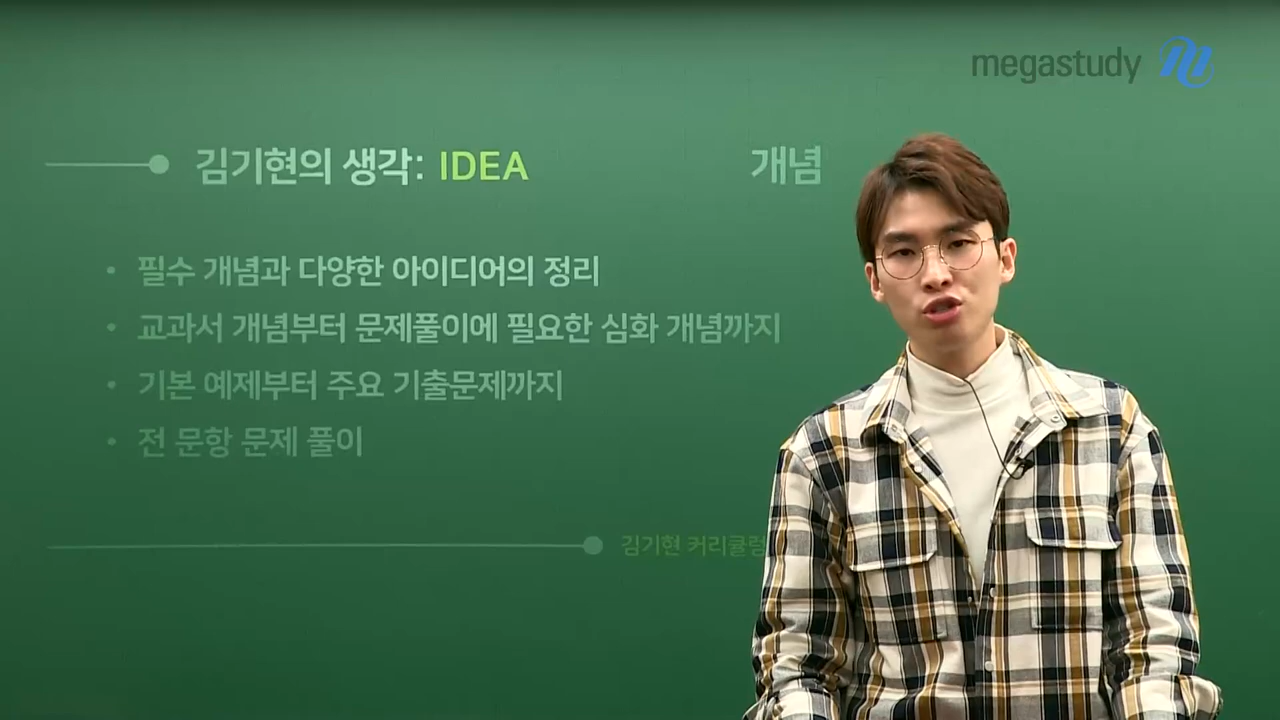 megastudy
김기현의 생각: IDEA 개념
• 필수 개념과 다양한 아이디어의 정리
• 교과서 개념부터 문제풀이에 필요한 심화 개념까지
• 기본 예제부터 주요 기출문제까지
• 전 문항 문제 풀이
김기현 커리큘럼